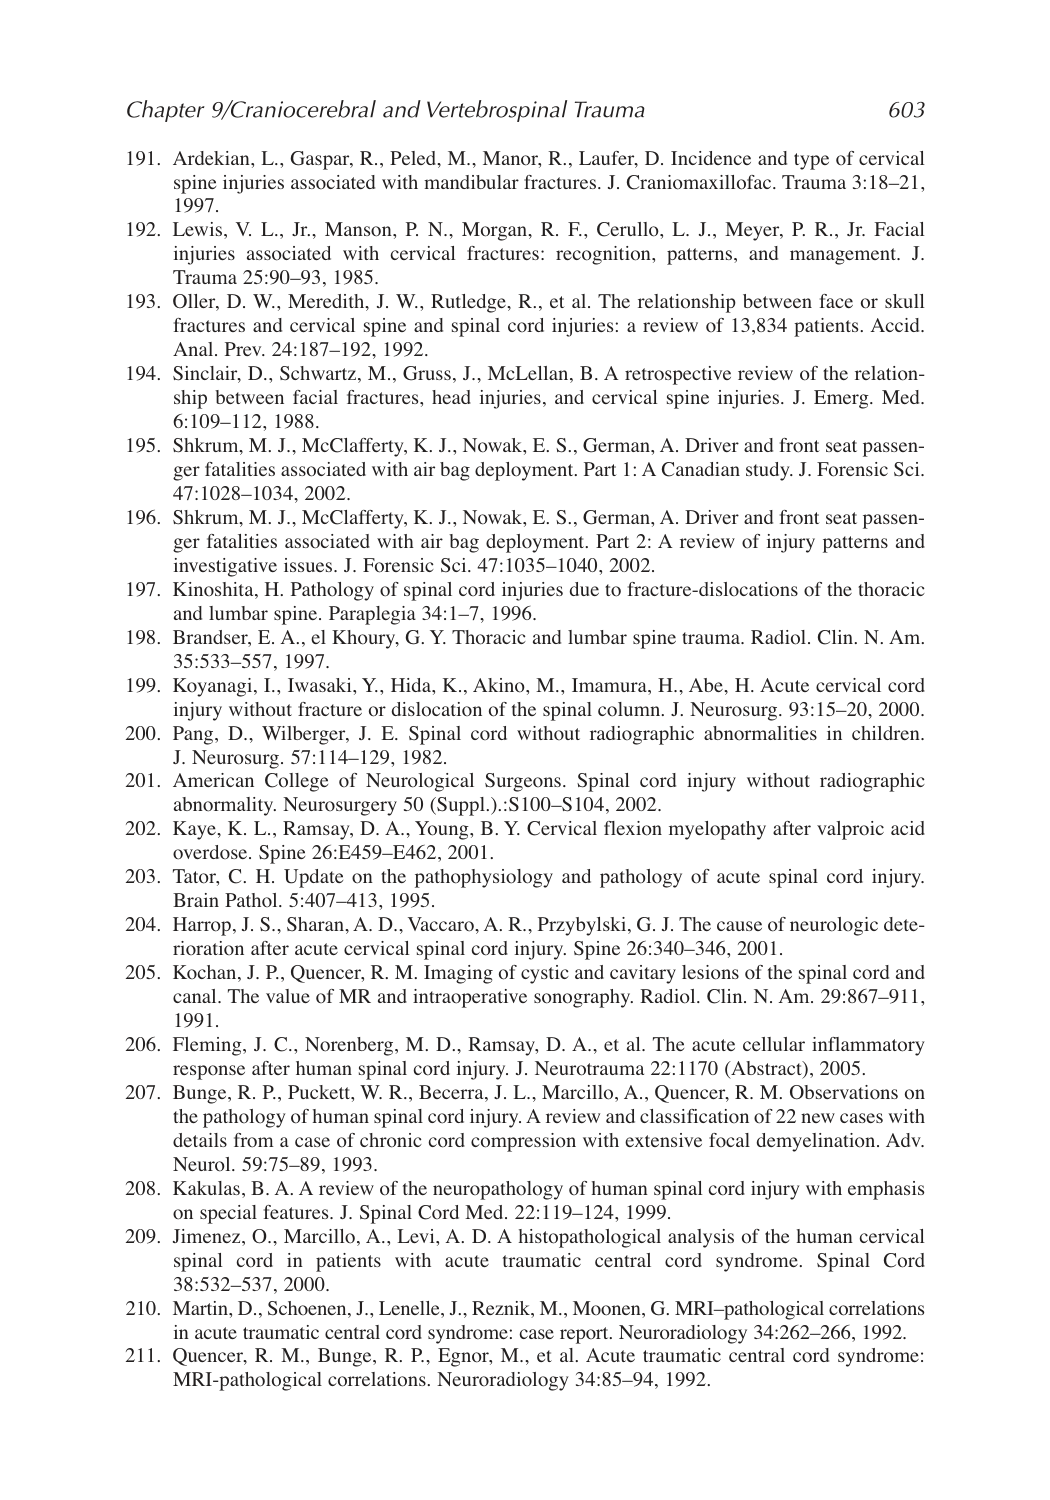 Chapter 9/Craniocerebral and Vertebrospinal Trauma 603
191. Ardekian, L., Gaspar, R., Peled, M., Manor, R., Laufer, D. Incidence and type of cervical
spine injuries associated with mandibular fractures. J. Craniomaxillofac. Trauma 3:18–21,
1997.
192. Lewis, V. L., Jr., Manson, P. N., Morgan, R. F., Cerullo, L. J., Meyer, P. R., Jr. Facial
injuries associated with cervical fractures: recognition, patterns, and management. J.
Trauma 25:90–93, 1985.
193. Oller, D. W., Meredith, J. W., Rutledge, R., et al. The relationship between face or skull
fractures and cervical spine and spinal cord injuries: a review of 13,834 patients. Accid.
Anal. Prev. 24:187–192, 1992.
194. Sinclair, D., Schwartz, M., Gruss, J., McLellan, B. A retrospective review of the relation-
ship between facial fractures, head injuries, and cervical spine injuries. J. Emerg. Med.
6:109–112, 1988.
195. Shkrum, M. J., McClafferty, K. J., Nowak, E. S., German, A. Driver and front seat passen-
ger fatalities associated with air bag deployment. Part 1: A Canadian study. J. Forensic Sci.
47:1028–1034, 2002.
196. Shkrum, M. J., McClafferty, K. J., Nowak, E. S., German, A. Driver and front seat passen-
ger fatalities associated with air bag deployment. Part 2: A review of injury patterns and
investigative issues. J. Forensic Sci. 47:1035–1040, 2002.
197. Kinoshita, H. Pathology of spinal cord injuries due to fracture-dislocations of the thoracic
and lumbar spine. Paraplegia 34:1–7, 1996.
198. Brandser, E. A., el Khoury, G. Y. Thoracic and lumbar spine trauma. Radiol. Clin. N. Am.
35:533–557, 1997.
199. Koyanagi, I., Iwasaki, Y., Hida, K., Akino, M., Imamura, H., Abe, H. Acute cervical cord
injury without fracture or dislocation of the spinal column. J. Neurosurg. 93:15–20, 2000.
200. Pang, D., Wilberger, J. E. Spinal cord without radiographic abnormalities in children.
J. Neurosurg. 57:114–129, 1982.
201. American College of Neurological Surgeons. Spinal cord injury without radiographic
abnormality. Neurosurgery 50 (Suppl.).:S100–S104, 2002.
202. Kaye, K. L., Ramsay, D. A., Young, B. Y. Cervical flexion myelopathy after valproic acid
overdose. Spine 26:E459–E462, 2001.
203. Tator, C. H. Update on the pathophysiology and pathology of acute spinal cord injury.
Brain Pathol. 5:407–413, 1995.
204. Harrop, J. S., Sharan, A. D., Vaccaro, A. R., Przybylski, G. J. The cause of neurologic dete-
rioration after acute cervical spinal cord injury. Spine 26:340–346, 2001.
205. Kochan, J. P., Quencer, R. M. Imaging of cystic and cavitary lesions of the spinal cord and
canal. The value of MR and intraoperative sonography. Radiol. Clin. N. Am. 29:867–911,
1991.
206. Fleming, J. C., Norenberg, M. D., Ramsay, D. A., et al. The acute cellular inflammatory
response after human spinal cord injury. J. Neurotrauma 22:1170 (Abstract), 2005.
207. Bunge, R. P., Puckett, W. R., Becerra, J. L., Marcillo, A., Quencer, R. M. Observations on
the pathology of human spinal cord injury. A review and classification of 22 new cases with
details from a case of chronic cord compression with extensive focal demyelination. Adv.
Neurol. 59:75–89, 1993.
208. Kakulas, B. A. A review of the neuropathology of human spinal cord injury with emphasis
on special features. J. Spinal Cord Med. 22:119–124, 1999.
209. Jimenez, O., Marcillo, A., Levi, A. D. A histopathological analysis of the human cervical
spinal cord in patients with acute traumatic central cord syndrome. Spinal Cord
38:532–537, 2000.
210. Martin, D., Schoenen, J., Lenelle, J., Reznik, M., Moonen, G. MRI–pathological correlations
in acute traumatic central cord syndrome: case report. Neuroradiology 34:262–266, 1992.
211. Quencer, R. M., Bunge, R. P., Egnor, M., et al. Acute traumatic central cord syndrome:
MRI-pathological correlations. Neuroradiology 34:85–94, 1992.